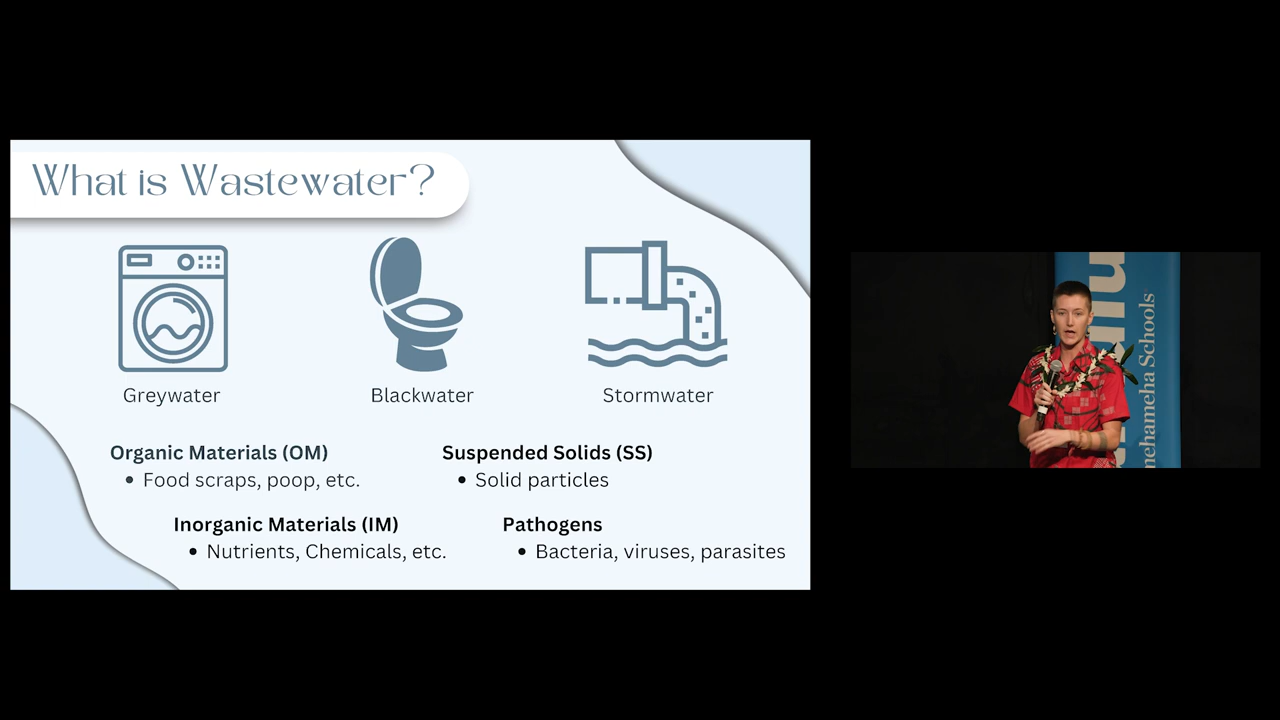 What is Wastewater?
Greywater
Blackwater
Stormwater
Organic Materials (OM)
• Food scraps, poop, etc.
Suspended Solids (SS)
• Solid particles
Inorganic Materials (IM)
• Nutrients, Chemicals, etc.
Pathogens
• Bacteria, viruses, parasites
mehameha Schools